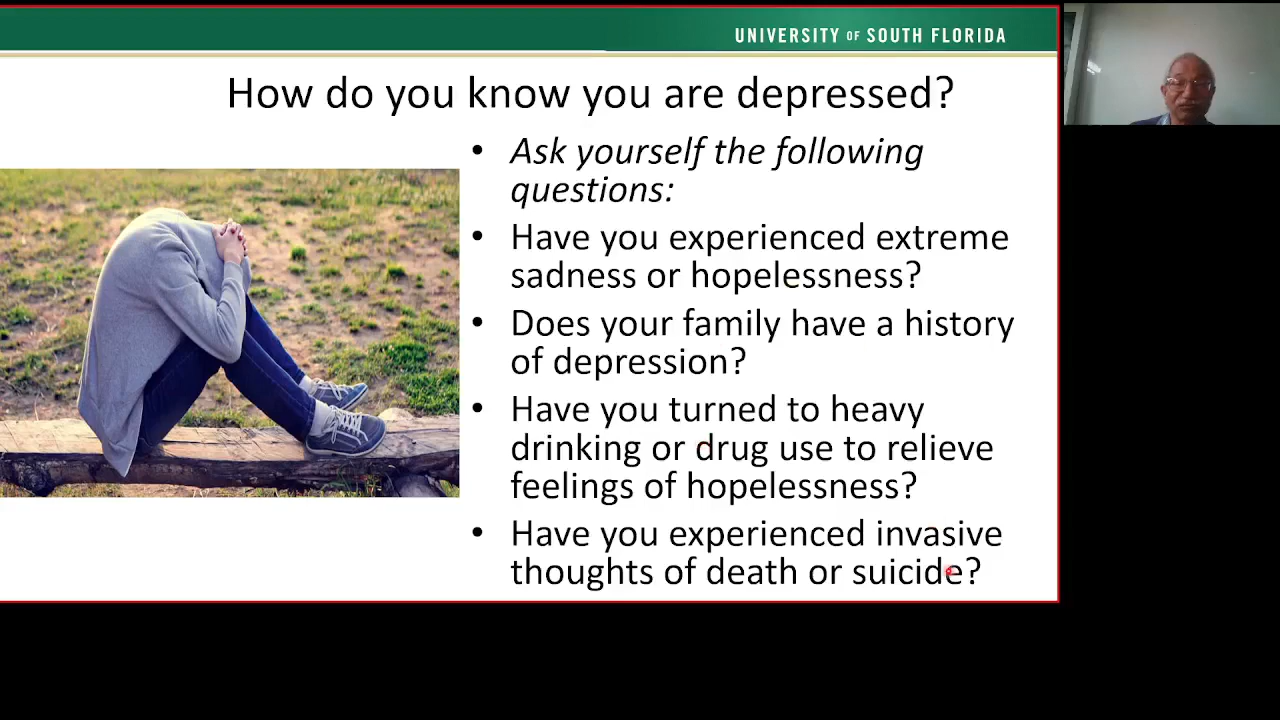 UNIVERSITY OF SOUTH FLORIDA
How do you know you are depressed?
• Ask yourself the following
questions:
• Have you experienced extreme
sadness or hopelessness?
• Does your family have a history
of depression?
• Have you turned to heavy
drinking or drug use to relieve
feelings of hopelessness?
• Have you experienced invasive
thoughts of death or suicide?